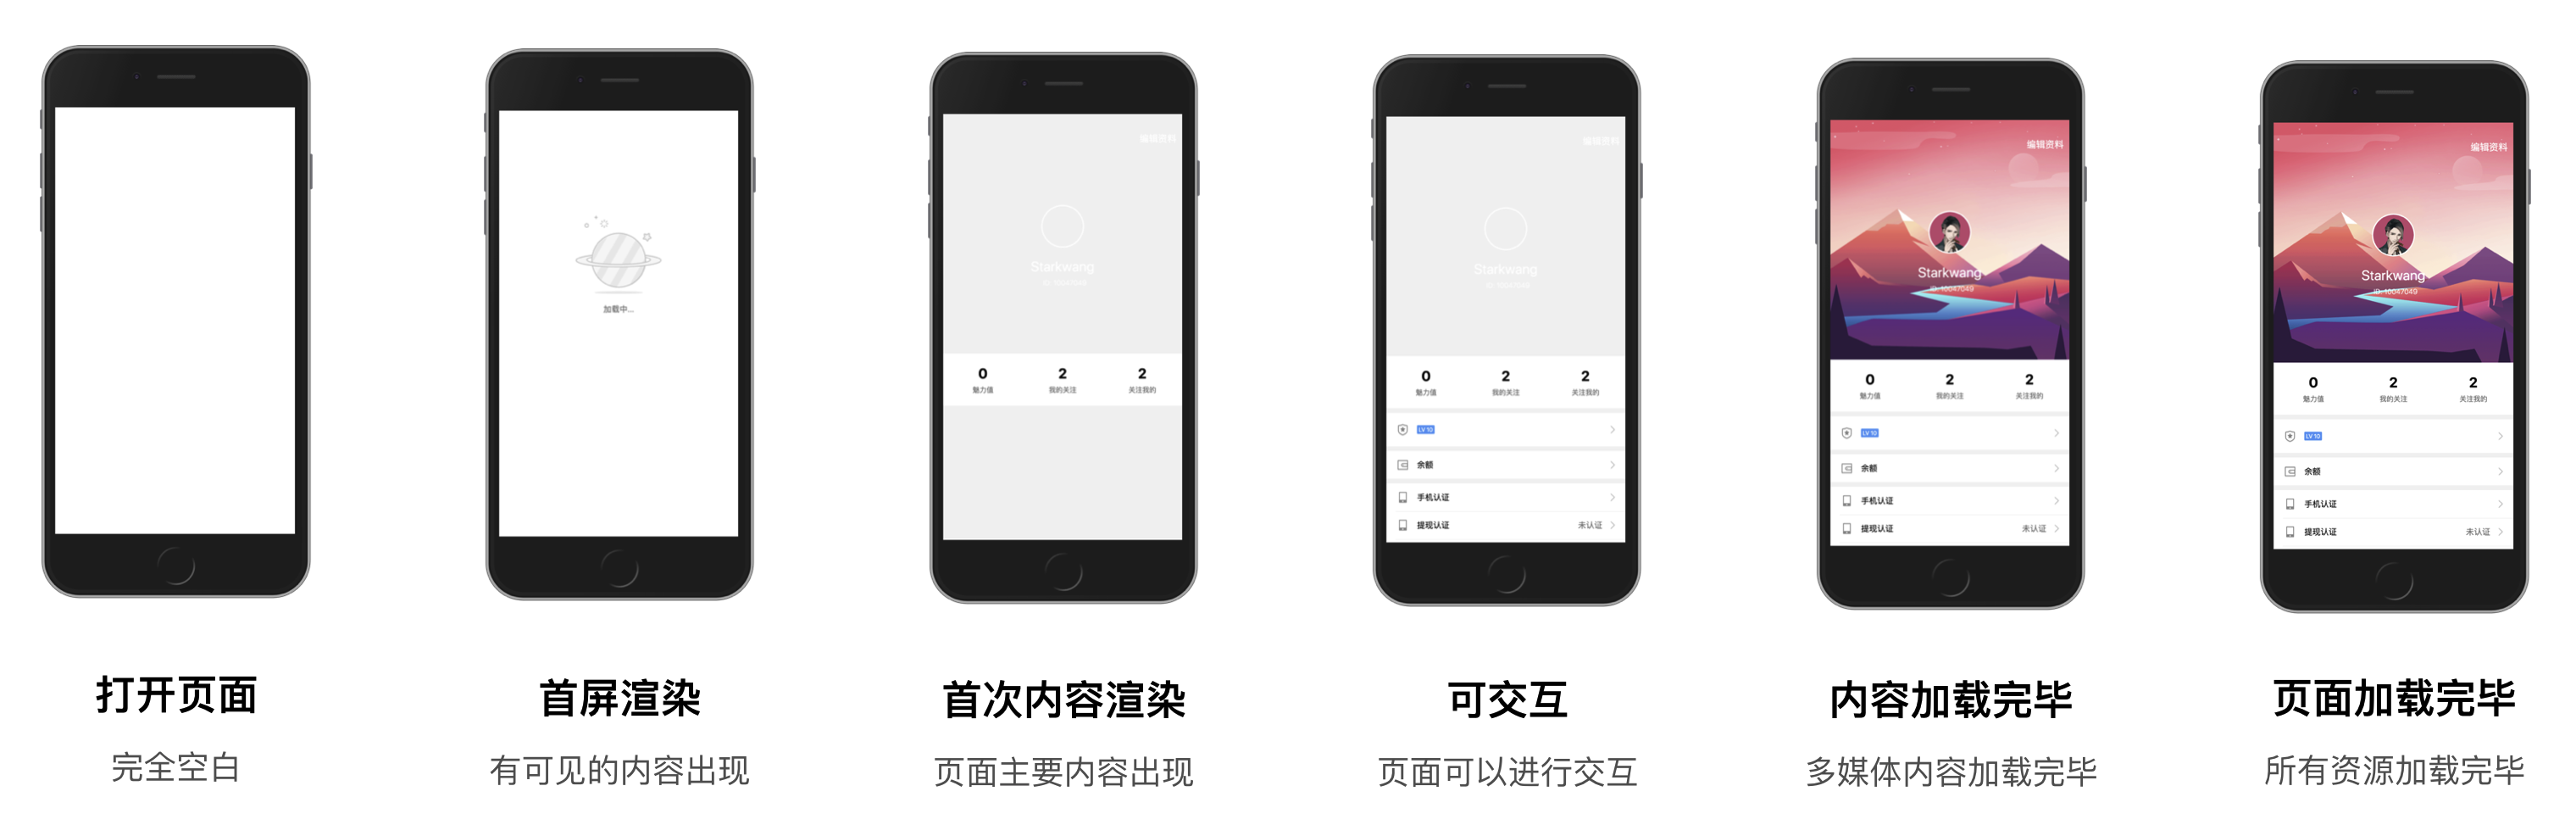 加载中...
编辑资料
Starkwang
ID: 10047049
0 2 2
魅力值 我的关注 关注我的
编辑资料
Starkwang
ID: 10047049
0 2 2
魅力值 我的关注 关注我的
LV 10
余额
手机认证
提现认证 未认证
编辑资料
Starkwang
ID: 10047049
0 2 2
魅力值 我的关注 关注我的
LV 10
余额
手机认证
提现认证 未认证
编辑资料
Starkwang
ID: 10047049
0 2 2
魅力值 我的关注 关注我的
LV 10
余额
手机认证
提现认证 未认证
打开页面
完全空白
首屏渲染
有可见的内容出现
首次内容渲染
页面主要内容出现
可交互
页面可以进行交互
内容加载完毕
多媒体内容加载完毕
页面加载完毕
所有资源加载完毕